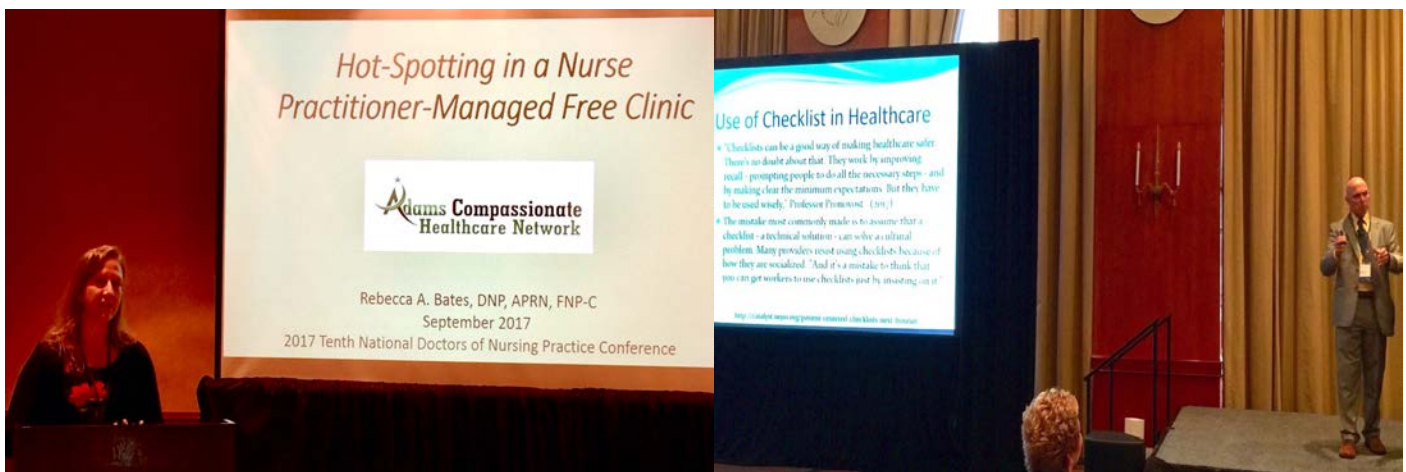 Hot-Spotting in a Nurse
Practitioner-Managed Free Clinic
Adams Compassionate
Healthcare Network
Rebecca A. Bates, DNP, APRN, FNP-C
September 2017
2017 Tenth National Doctors of Nursing Practice Conference
Use of Checklist in Healthcare
"Checklists can be a good way of making healthcare safer.
There's no doubt about that. They work by improving
recall - prompting people to do all the necessary steps - and
by making clear the minimum expectations. But they have
to be used wisely," Professor Pronovost
The mistake most commonly made is to assume that a
checklist - a technical solution - can solve a cultural
problem. Many providers resist using checklists because of
how they are socialized. "And it's a mistake to think that
you can get workers to use checklists just by insisting on it."